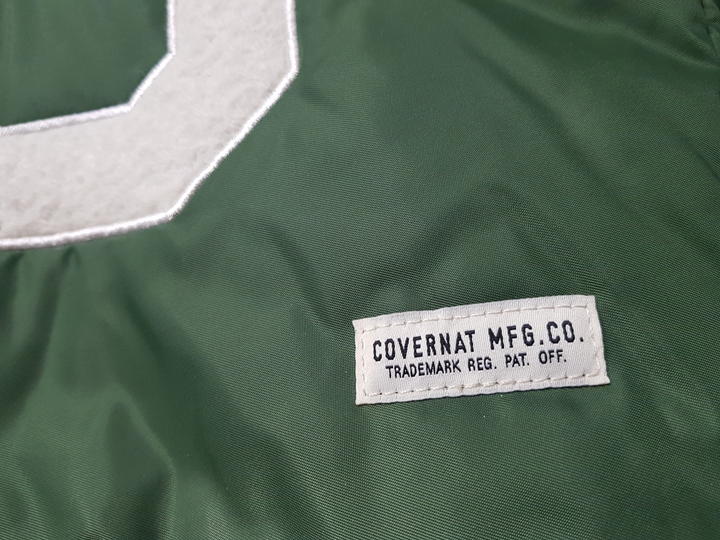 COVERNAT MFG.CO.
TRADEMARK REG. PAT. OFF.